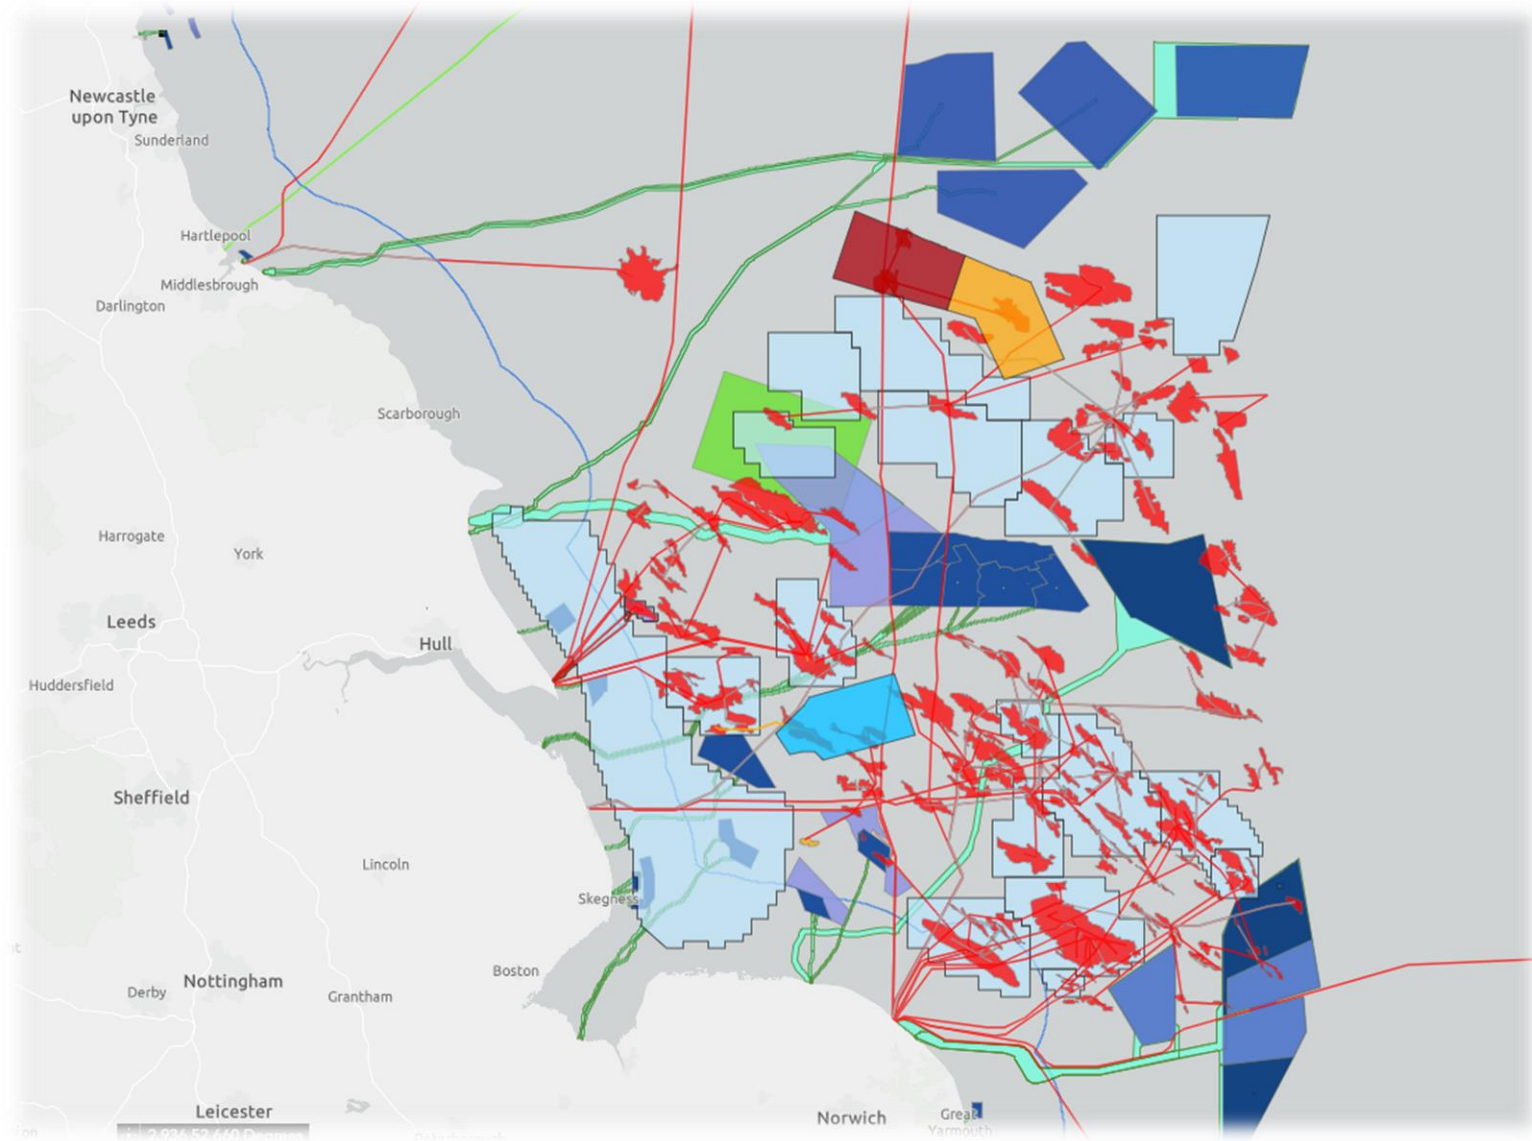 Newcastle
upon Tyne
Sunderland
Hartlepool
Middlesbrough
Darlington
Scarborough
Harrogate
York
Leeds
Hull
Huddersfield
Sheffield
Lincoln
Skegness
Boston
Nottingham
Derby
Grantham
Leicester
Norwich
Great
Yarmouth